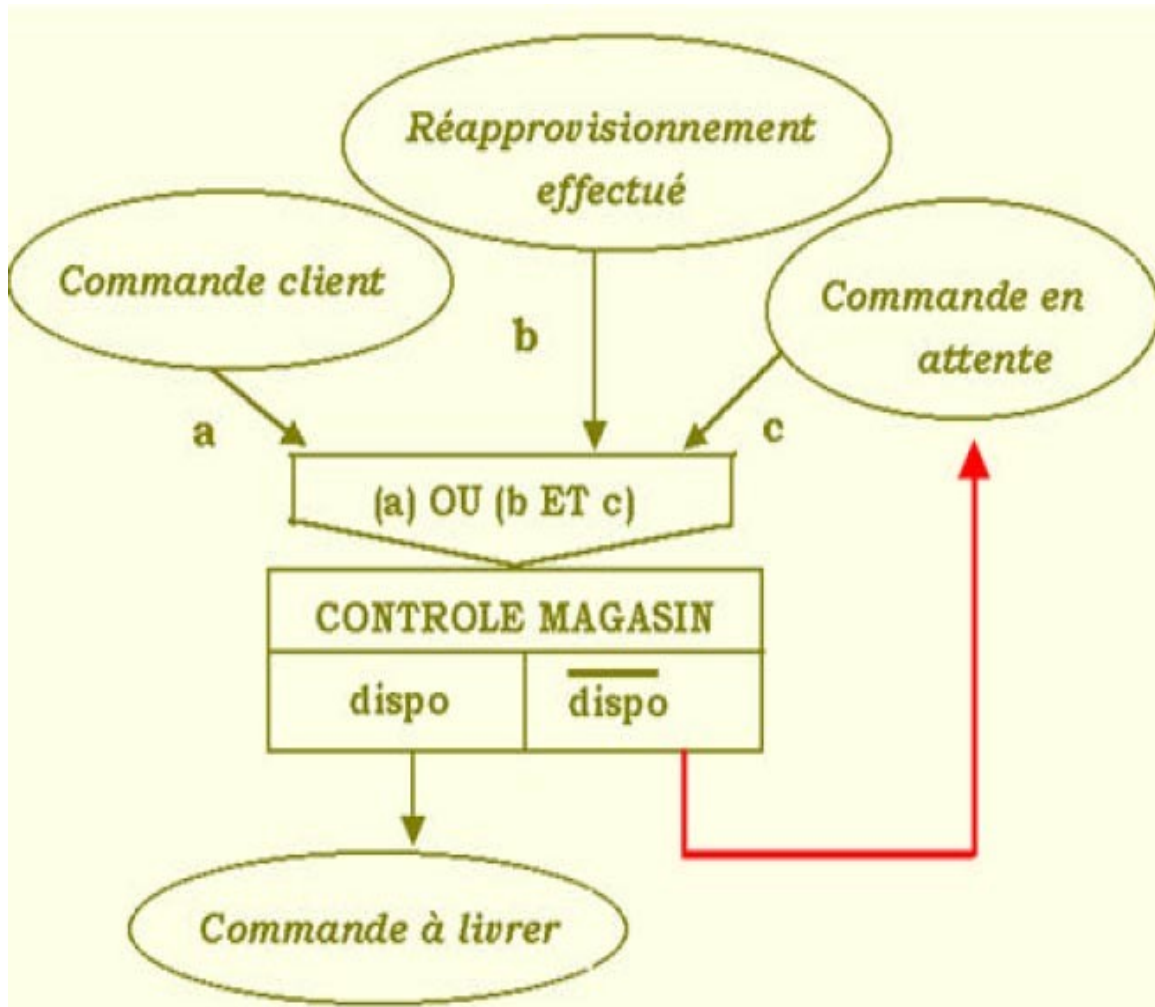 Réapprovisionnement
effectué
Commande client
Commande en
attente
b
a
c
(a) OU (b ET c)
CONTROLE MAGASIN
dispo
dispo
Commande à livrer